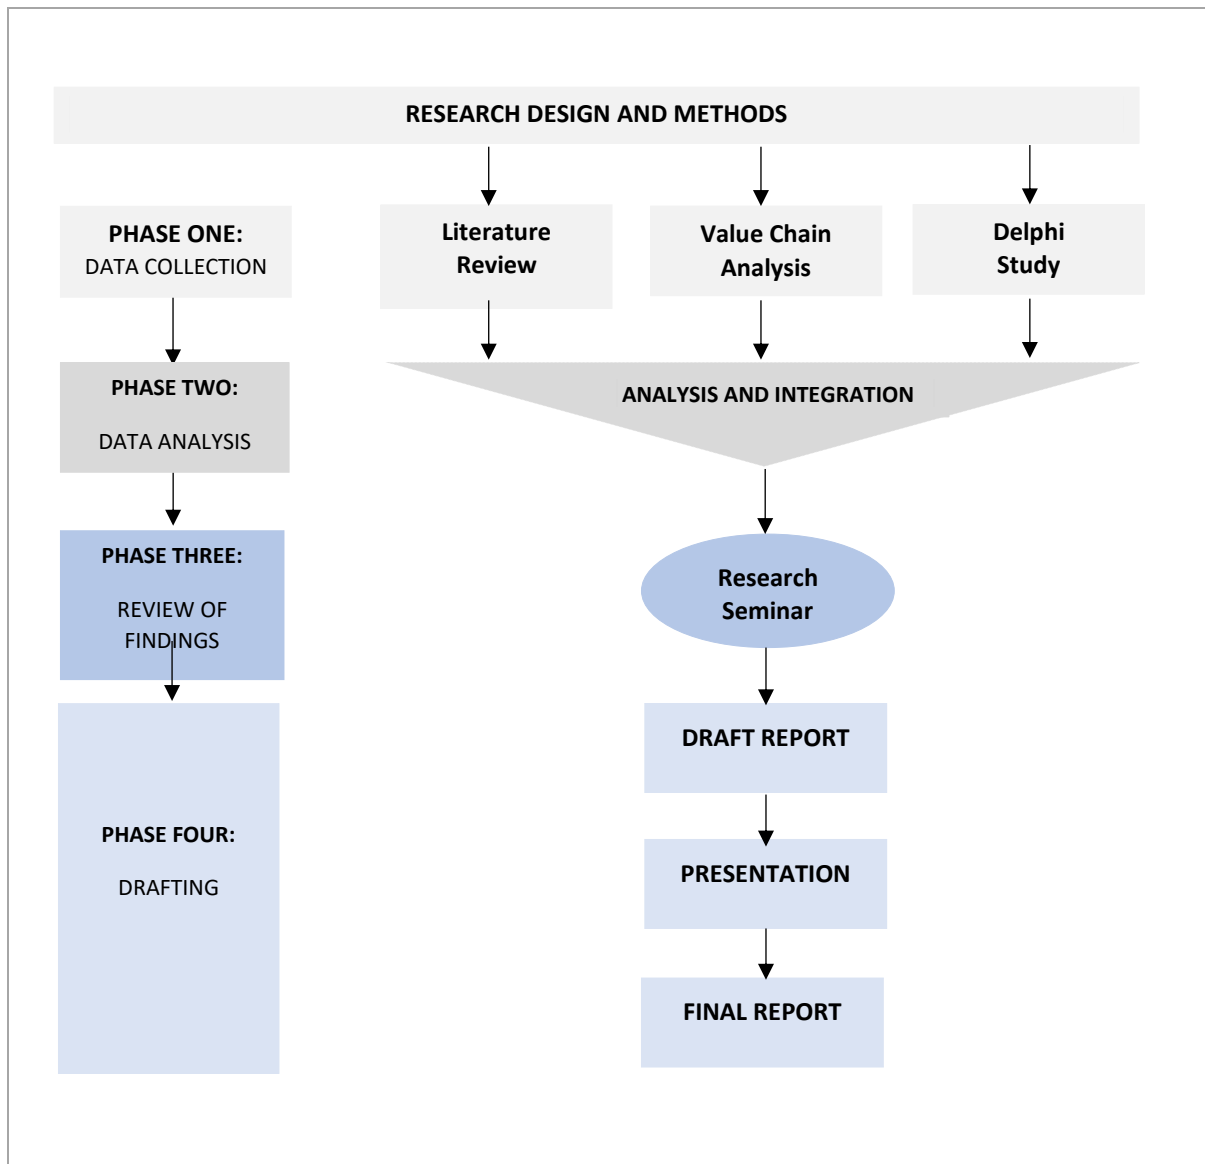 RESEARCH DESIGN AND METHODS
PHASE ONE:
DATA COLLECTION
Literature
Review
Value Chain
Analysis
Delphi
Study
PHASE TWO:
DATA ANALYSIS
ANALYSIS AND INTEGRATION
PHASE THREE:
REVIEW OF
FINDINGS
Research
Seminar
PHASE FOUR:
DRAFTING
DRAFT REPORT
PRESENTATION
FINAL REPORT